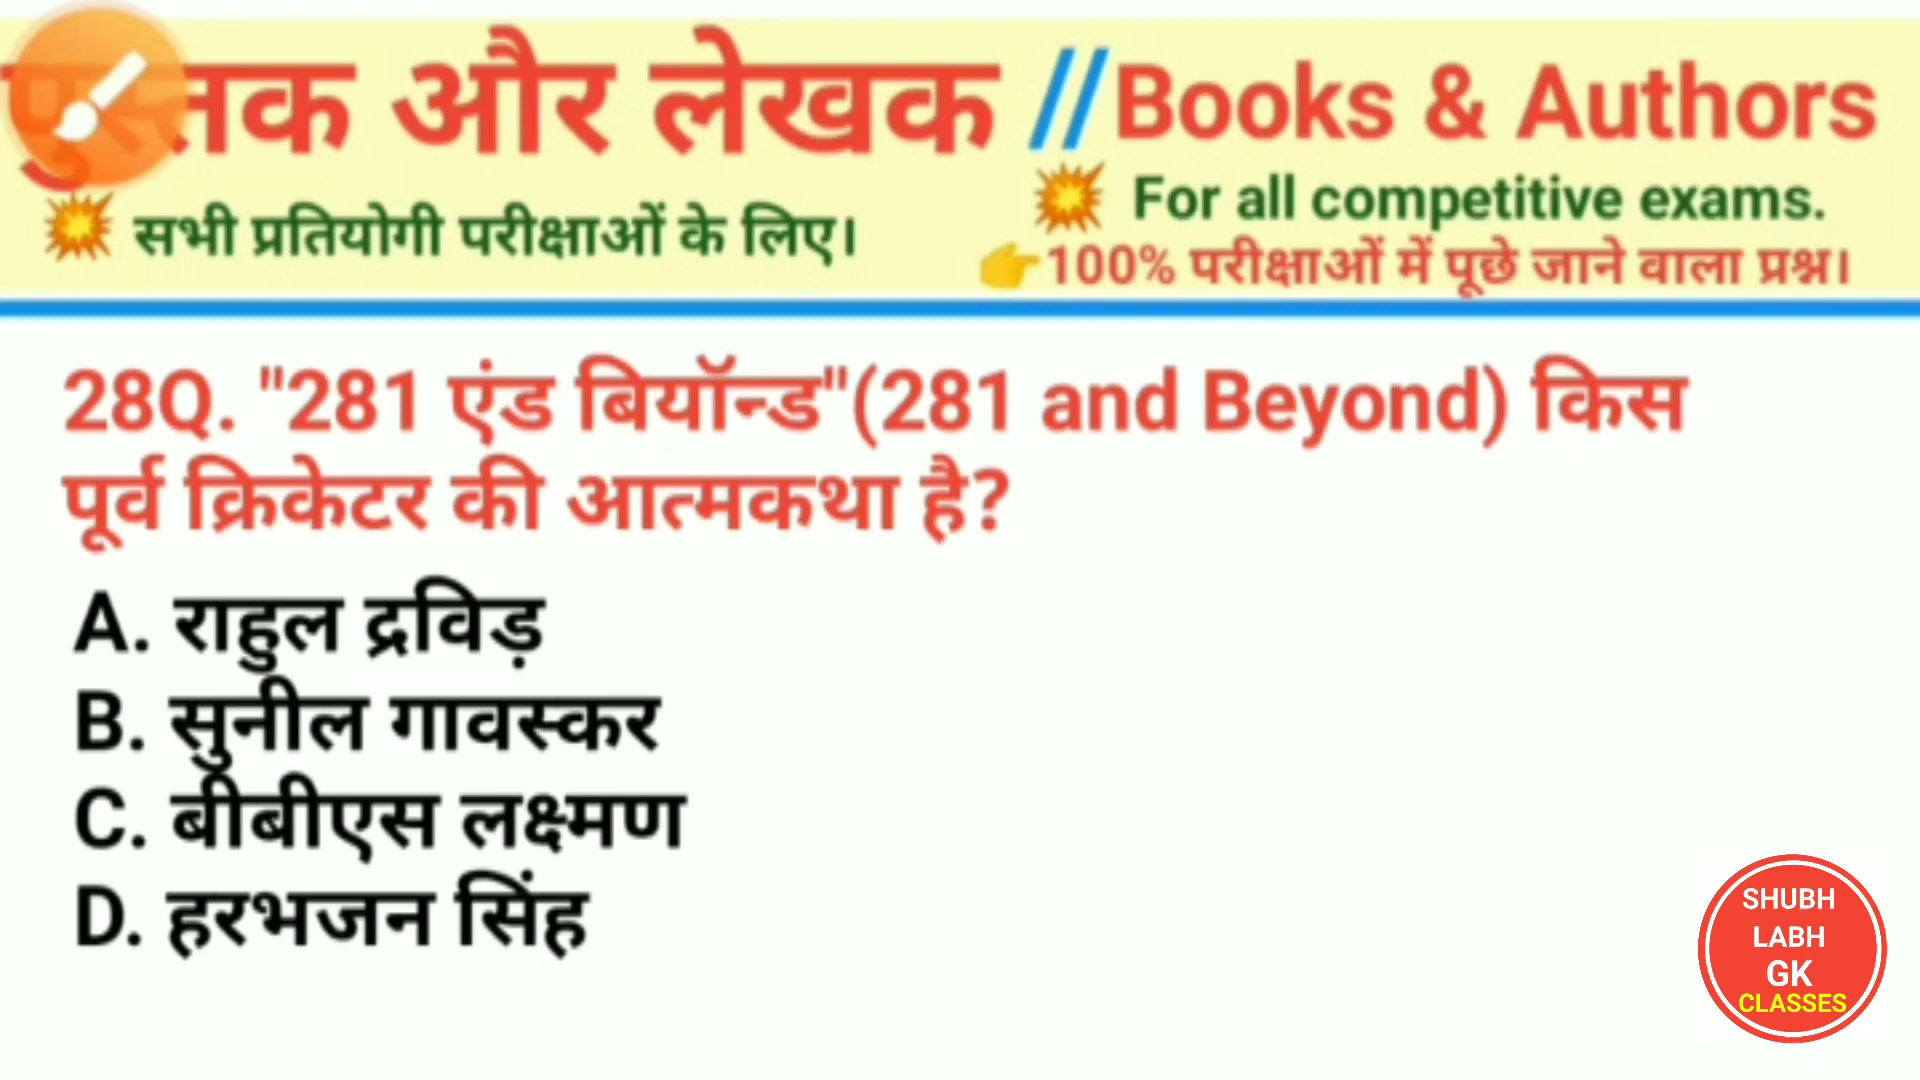 पुस्तक और लेखक //Books & Authors
सभी प्रतियोगी परीक्षाओं के लिए।
For all competitive exams.
100% परीक्षाओं में पूछे जाने वाला प्रश्न।
28Q. "281 एंड बियॉन्ड"(281 and Beyond) किस
पूर्व क्रिकेटर की आत्मकथा है?
A. राहुल द्रविड़
B. सुनील गावस्कर
C. बीबीएस लक्ष्मण
D. हरभजन सिंह
SHUBH
LABH
GK
CLASSES